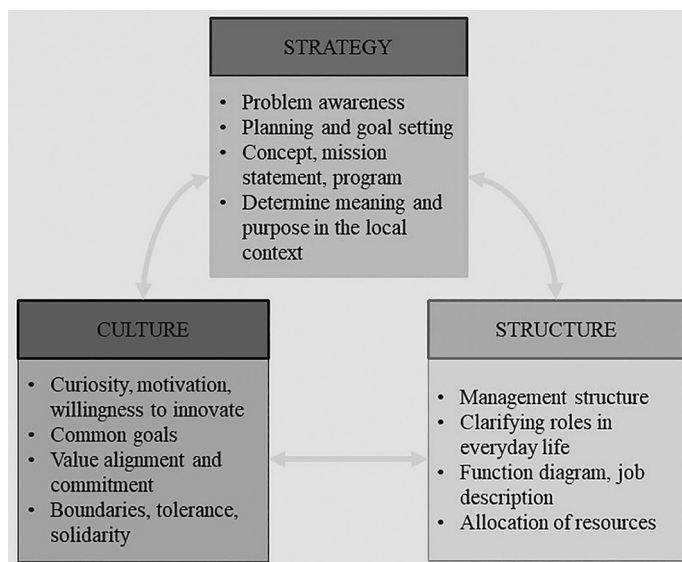 STRATEGY
• Problem awareness
• Planning and goal setting
• Concept, mission
statement, program
• Determine meaning and
purpose in the local
context
CULTURE
• Curiosity, motivation,
willingness to innovate
• Common goals
• Value alignment and
commitment
• Boundaries, tolerance,
solidarity
STRUCTURE
• Management structure
• Clarifying roles in
everyday life
• Function diagram, job
description
• Allocation of resources